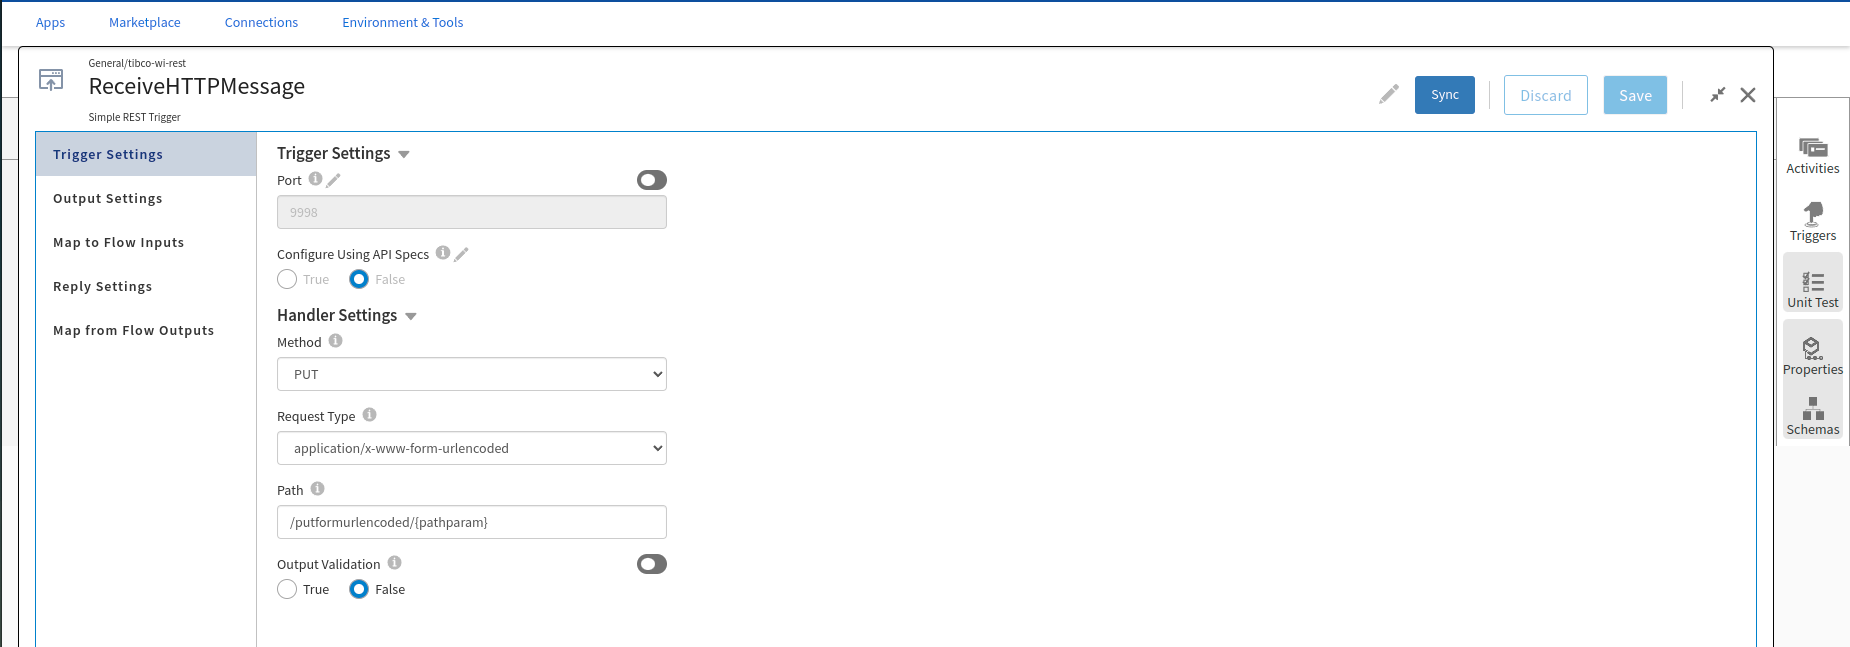 Apps Marketplace Connections Environment & Tools
General/tibco-wi-rest
ReceiveHTTPMessage
Simple REST Trigger
Sync Discard Save
Trigger Settings
Output Settings
Map to Flow Inputs
Reply Settings
Map from Flow Outputs
Trigger Settings
Port
9998
Configure Using API Specs
True False
Handler Settings
Method
PUT
Request Type
application/x-www-form-urlencoded
Path
/putformurlencoded/{pathparam}
Output Validation
True False
Activities
Triggers
Unit Test
Properties
Schemas